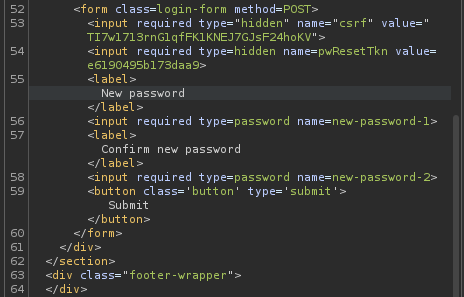 52 <form class=login-form method=POST>
53 <input required type="hidden" name="csrf" value="
TI7w1713rnG1qfFK1KNEJ7GJsF24hoKV">
54 <input required type=hidden name=pwResetTkn value=
e6190495b173daa9>
55 <label>
New password
</label>
56 <input required type=password name=new-password-1>
57 <label>
Confirm new password
</label>
58 <input required type=password name=new-password-2>
59 <button class='button' type='submit'>
Submit
</button>
60 </form>
61 </div>
62 </section>
63 <div class="footer-wrapper">
64 </div>